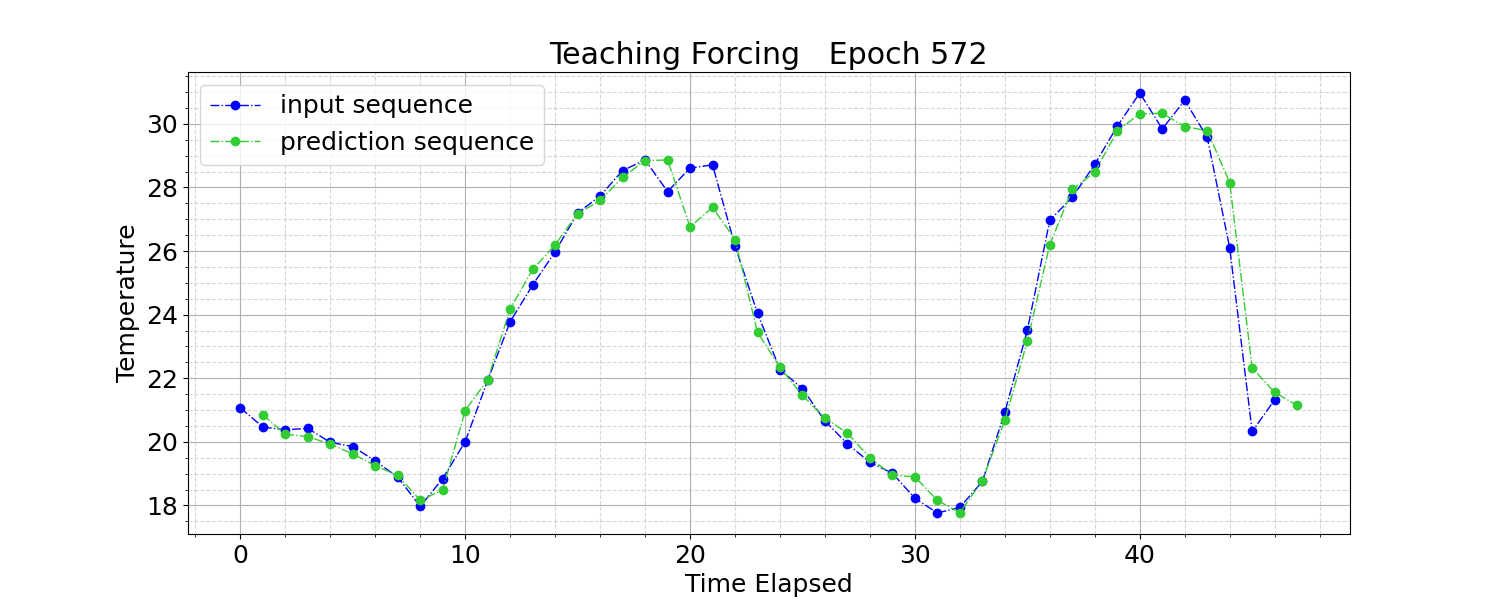 Teaching Forcing   Epoch 572
input sequence
prediction sequence
Temperature
30
28
26
24
22
20
18
0 10 20 30 40
Time Elapsed